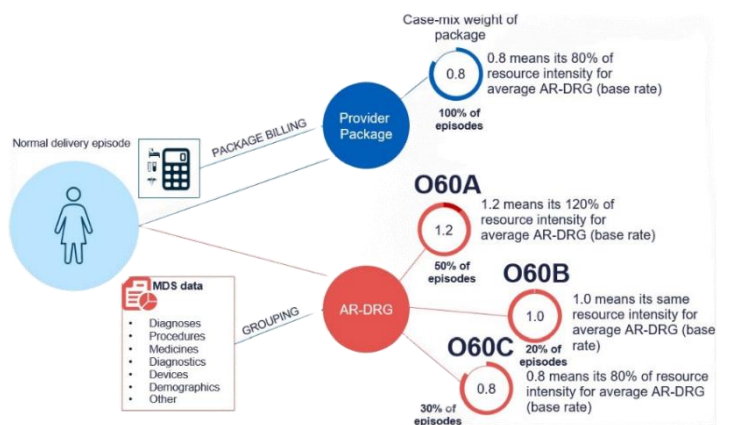 Case-mix weight of
package
0.8
0.8 means its 80% of
resource intensity for
average AR-DRG (base rate)
100% of
episodes
Provider
Package
PACKAGE BILLING
Normal delivery episode
O60A
1.2
1.2 means its 120% of
resource intensity for
average AR-DRG (base rate)
50% of
episodes
MDS data
• Diagnoses
• Procedures
• Medicines
• Diagnostics
• Devices
• Demographics
• Other
GROUPING
AR-DRG
O60B
1.0
1.0 means its same
resource intensity for
average AR-DRG (base
rate)
20% of
episodes
O60C
0.8
0.8 means its 80% of resource
intensity for average AR-DRG
(base rate)
30% of
episodes